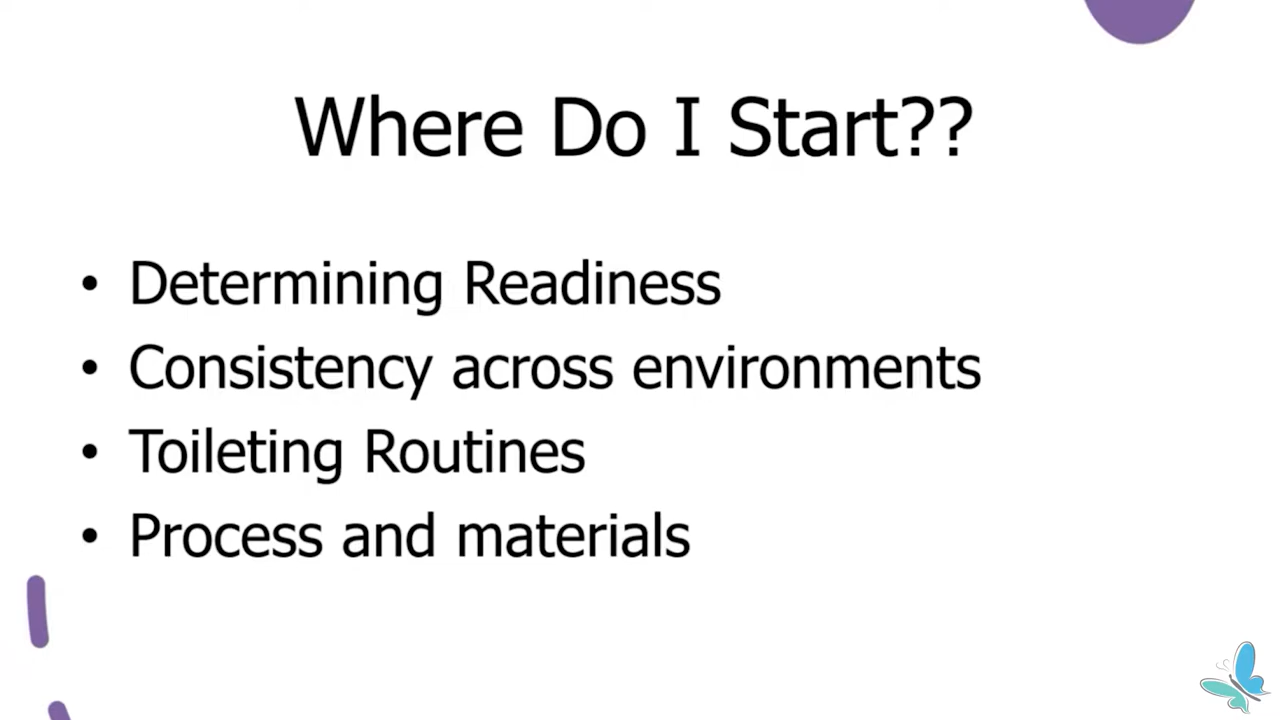 Where Do I Start??
• Determining Readiness
• Consistency across environments
• Toileting Routines
• Process and materials